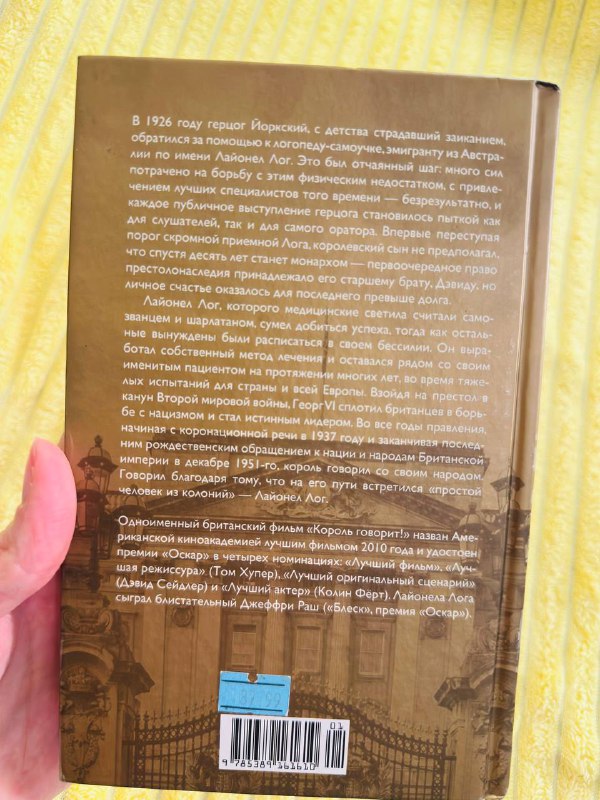 В 1926 году герцог Йоркский, с детства страдавший заиканием,
обратился за помощью к логопеду-самоучке, эмигранту из Австра-
лии по имени Лайонел Лог. Это был отчаянный шаг: много сил
потрачено на борьбу с этим физическим недостатком, с привле-
чением лучших специалистов того времени — безрезультатно, и
каждое публичное выступление герцога становилось пыткой как
для слушателей, так и для самого оратора. Впервые переступая
порог скромной приемной Лога, королевский сын не предполагал,
что спустя десять лет станет монархом — первоочередное право
престолонаследия принадлежало его старшему брату, Дэвиду, но
личное счастье оказалось для последнего превыше долга.
Лайонел Лог, которого медицинские светила считали само-
званцем и шарлатаном, сумел добиться успеха, тогда как осталь-
ные вынуждены были расписаться в своем бессилии. Он выра-
ботал собственный метод лечения и оставался рядом со своим
именитым пациентом на протяжении многих лет, во время тяже-
лых испытаний для страны и всей Европы. Взойдя на престол в
канун Второй мировой войны, Георг VI сплотил британцев в борь-
бе с нацизмом и стал истинным лидером. Во все годы правления,
начиная с коронационной речи в 1937 году и заканчивая послед-
ним рождественским обращением к нации и народам Британской
империи в декабре 1951-го, король говорил со своим народом.
Говорил благодаря тому, что на его пути встретился «простой
человек из колоний» — Лайонел Лог.
Одноименный британский фильм «Король говорит!» назван Аме-
риканской киноакадемией лучшим фильмом 2010 года и удостоен
премии «Оскар» в четырех номинациях: «Лучший фильм», «Луч-
шая режиссура» (Том Хупер), «Лучший оригинальный сценарий»
(Дэвид Сейдлер) и «Лучший актер» (Колин Фёрт). Лайонела Лога
сыграл блистательный Джеффри Раш («Блеск», премия «Оскар»).
01
9 785389 161610